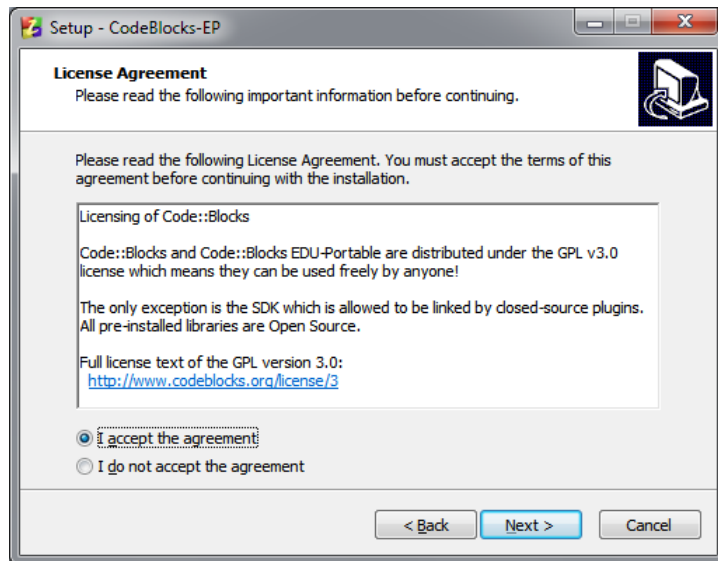 Setup - CodeBlocks-EP
License Agreement
Please read the following important information before continuing.
Please read the following License Agreement. You must accept the terms of this
agreement before continuing with the installation.
Licensing of Code::Blocks
Code::Blocks and Code::Blocks EDU-Portable are distributed under the GPL v3.0
license which means they can be used freely by anyone!
The only exception is the SDK which is allowed to be linked by closed-source plugins.
All pre-installed libraries are Open Source.
Full license text of the GPL version 3.0:
http://www.codeblocks.org/license/3
I accept the agreement
I do not accept the agreement
< Back Next > Cancel